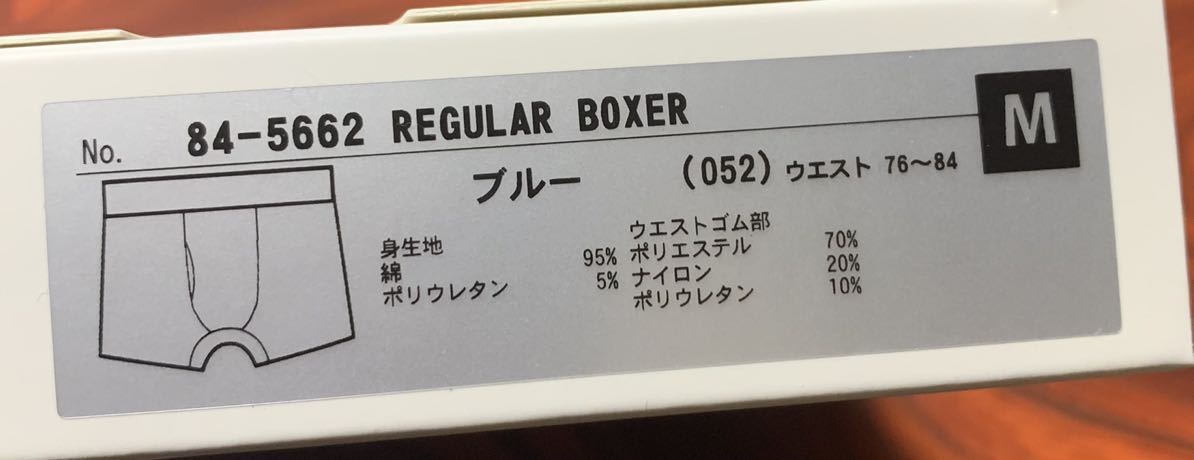 No. 84-5662 REGULAR BOXER
M
ブルー (052) ウエスト 76～84
身生地
綿 95%
ポリウレタン 5%
ウエストゴム部
ポリエステル 70%
ナイロン 20%
ポリウレタン 10%